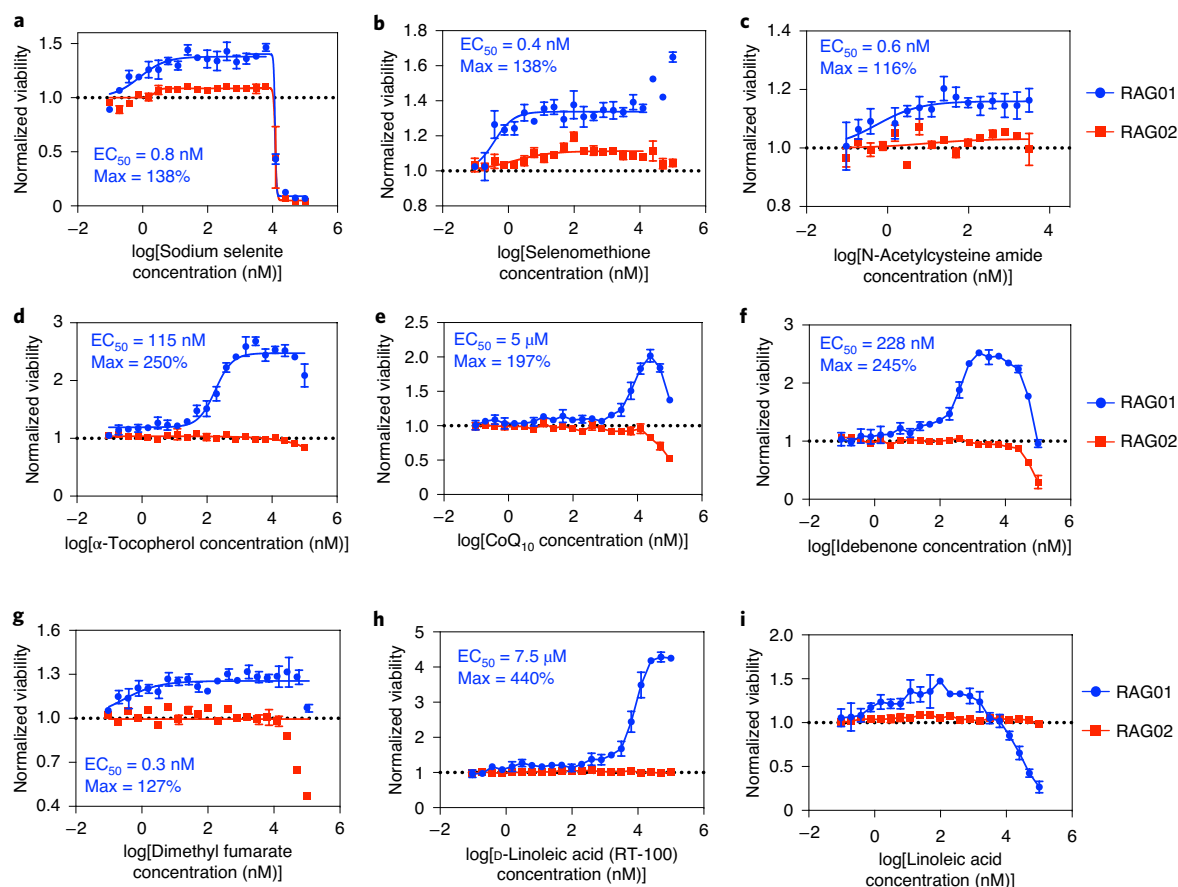 a
Normalized viability
1.5
1.0
1.5
0
EC50 = 0.8 nM
Max = 138%
−2 0 2 4 6
log[Sodium selenite
concentration (nM)]
b
Normalized viability
1.8
1.6
1.4
1.2
1.0
0.8
EC50 = 0.4 nM
Max = 138%
−2 0 2 4 6
log[Selenomethione
concentration (nM)]
c
Normalized viability
1.4
1.2
1.0
0.8
EC50 = 0.6 nM
Max = 116%
−2 0 2 4
log[N-Acetylcysteine amide
concentration (nM)]
RAG01
RAG02
d
Normalized viability
3
2
1
0
EC50 = 115 nM
Max = 250%
−2 0 2 4 6
log[α-Tocopherol concentration (nM)]
e
Normalized viability
2.5
2.0
1.5
1.0
0.5
0
EC50 = 5 μM
Max = 197%
−2 0 2 4 6
log[CoQ10 concentration (nM)]
f
Normalized viability
3
2
1
0
EC50 = 228 nM
Max = 245%
−2 0 2 4 6
log[Idebenone concentration (nM)]
RAG01
RAG02
g
Normalized viability
1.6
1.3
1.0
0.7
0.4
EC50 = 0.3 nM
Max = 127%
−2 0 2 4 6
log[Dimethyl fumarate
concentration (nM)]
h
Normalized viability
5
4
3
2
1
0
EC50 = 7.5 μM
Max = 440%
−2 0 2 4 6
log[D-Linoleic acid (RT-100)
concentration (nM)]
i
Normalized viability
2.0
1.5
1.0
0.5
0
−2 0 2 4 6
log[Linoleic acid
concentration (nM)]
RAG01
RAG02